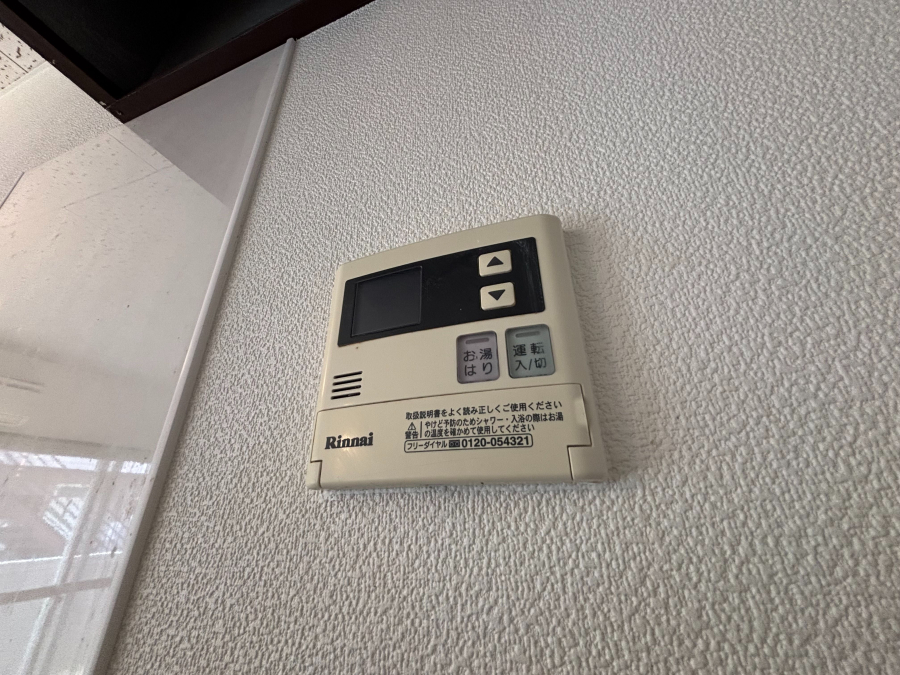 ▲
▼
お湯はり
運転入/切
取扱説明書をよく読み正しくご使用ください
警告 やけど予防のためシャワー・入浴の際はお湯の温度を確かめて使用してください
Rinnai
フリーダイヤル 0120-054321